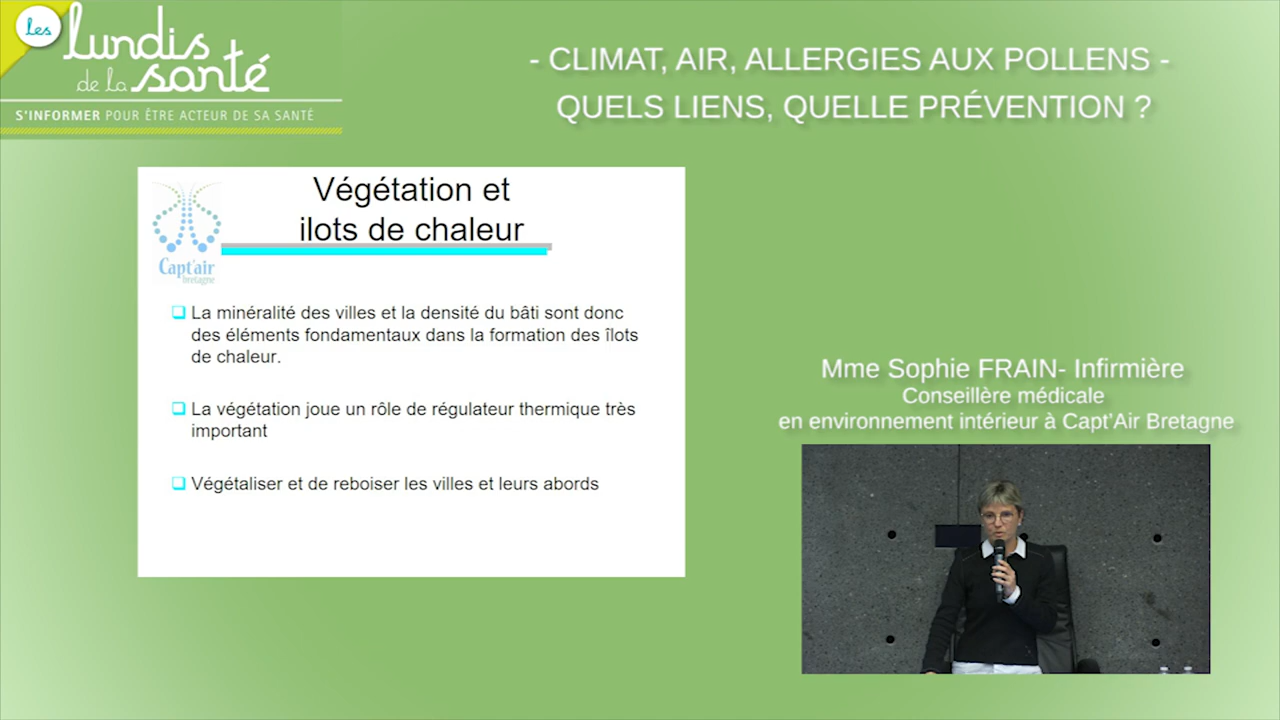 Les
lundis
de la santé
S'INFORMER POUR ÊTRE ACTEUR DE SA SANTÉ
- CLIMAT, AIR, ALLERGIES AUX POLLENS -
QUELS LIENS, QUELLE PRÉVENTION ?
Capt'air
bretagne
Végétation et
ilots de chaleur
La minéralité des villes et la densité du bâti sont donc
des éléments fondamentaux dans la formation des îlots
de chaleur.
La végétation joue un rôle de régulateur thermique très
important
Végétaliser et de reboiser les villes et leurs abords
Mme Sophie FRAIN- Infirmière
Conseillère médicale
en environnement intérieur à Capt'Air Bretagne